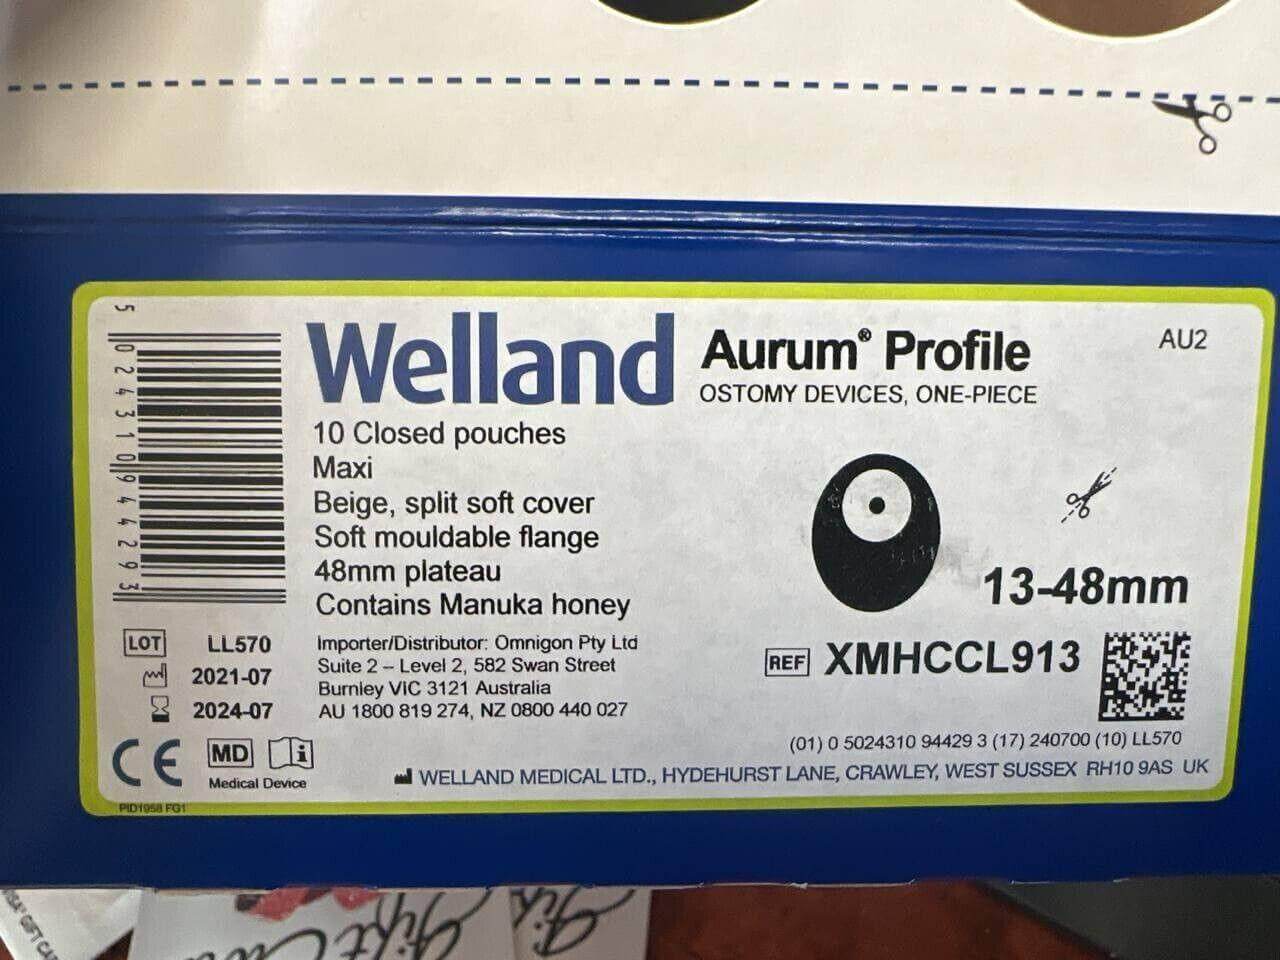 5 024310 944293
Welland
Aurum® Profile
AU2
OSTOMY DEVICES, ONE-PIECE
10 Closed pouches
Maxi
Beige, split soft cover
Soft mouldable flange
48mm plateau
Contains Manuka honey
13-48mm
LOT LL570
2021-07
2024-07
Importer/Distributor: Omnigon Pty Ltd
Suite 2 – Level 2, 582 Swan Street
Burnley VIC 3121 Australia
AU 1800 819 274, NZ 0800 440 027
REF XMHCCL913
(01) 0 5024310 94429 3 (17) 240700 (10) LL570
CE MD
Medical Device
WELLAND MEDICAL LTD., HYDEHURST LANE, CRAWLEY, WEST SUSSEX RH10 9AS UK
PID1958 FG1
GIFT
Gift